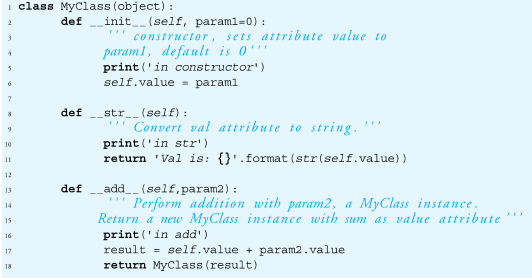 1 class MyClass(object):
2 def __init__(self, param1=0):
3 ''' constructor, sets attribute value to
4 param1, default is 0'''
5 print('in constructor')
6 self.value = param1
7
8 def __str__(self):
9 ''' Convert val attribute to string. '''
10 print('in str')
11 return 'Val is: {}'.format(str(self.value))
12
13 def __add__(self,param2):
14 ''' Perform addition with param2, a MyClass instance.
15 Return a new MyClass instance with sum as value attribute '''
16 print('in add')
17 result = self.value + param2.value
18 return MyClass(result)